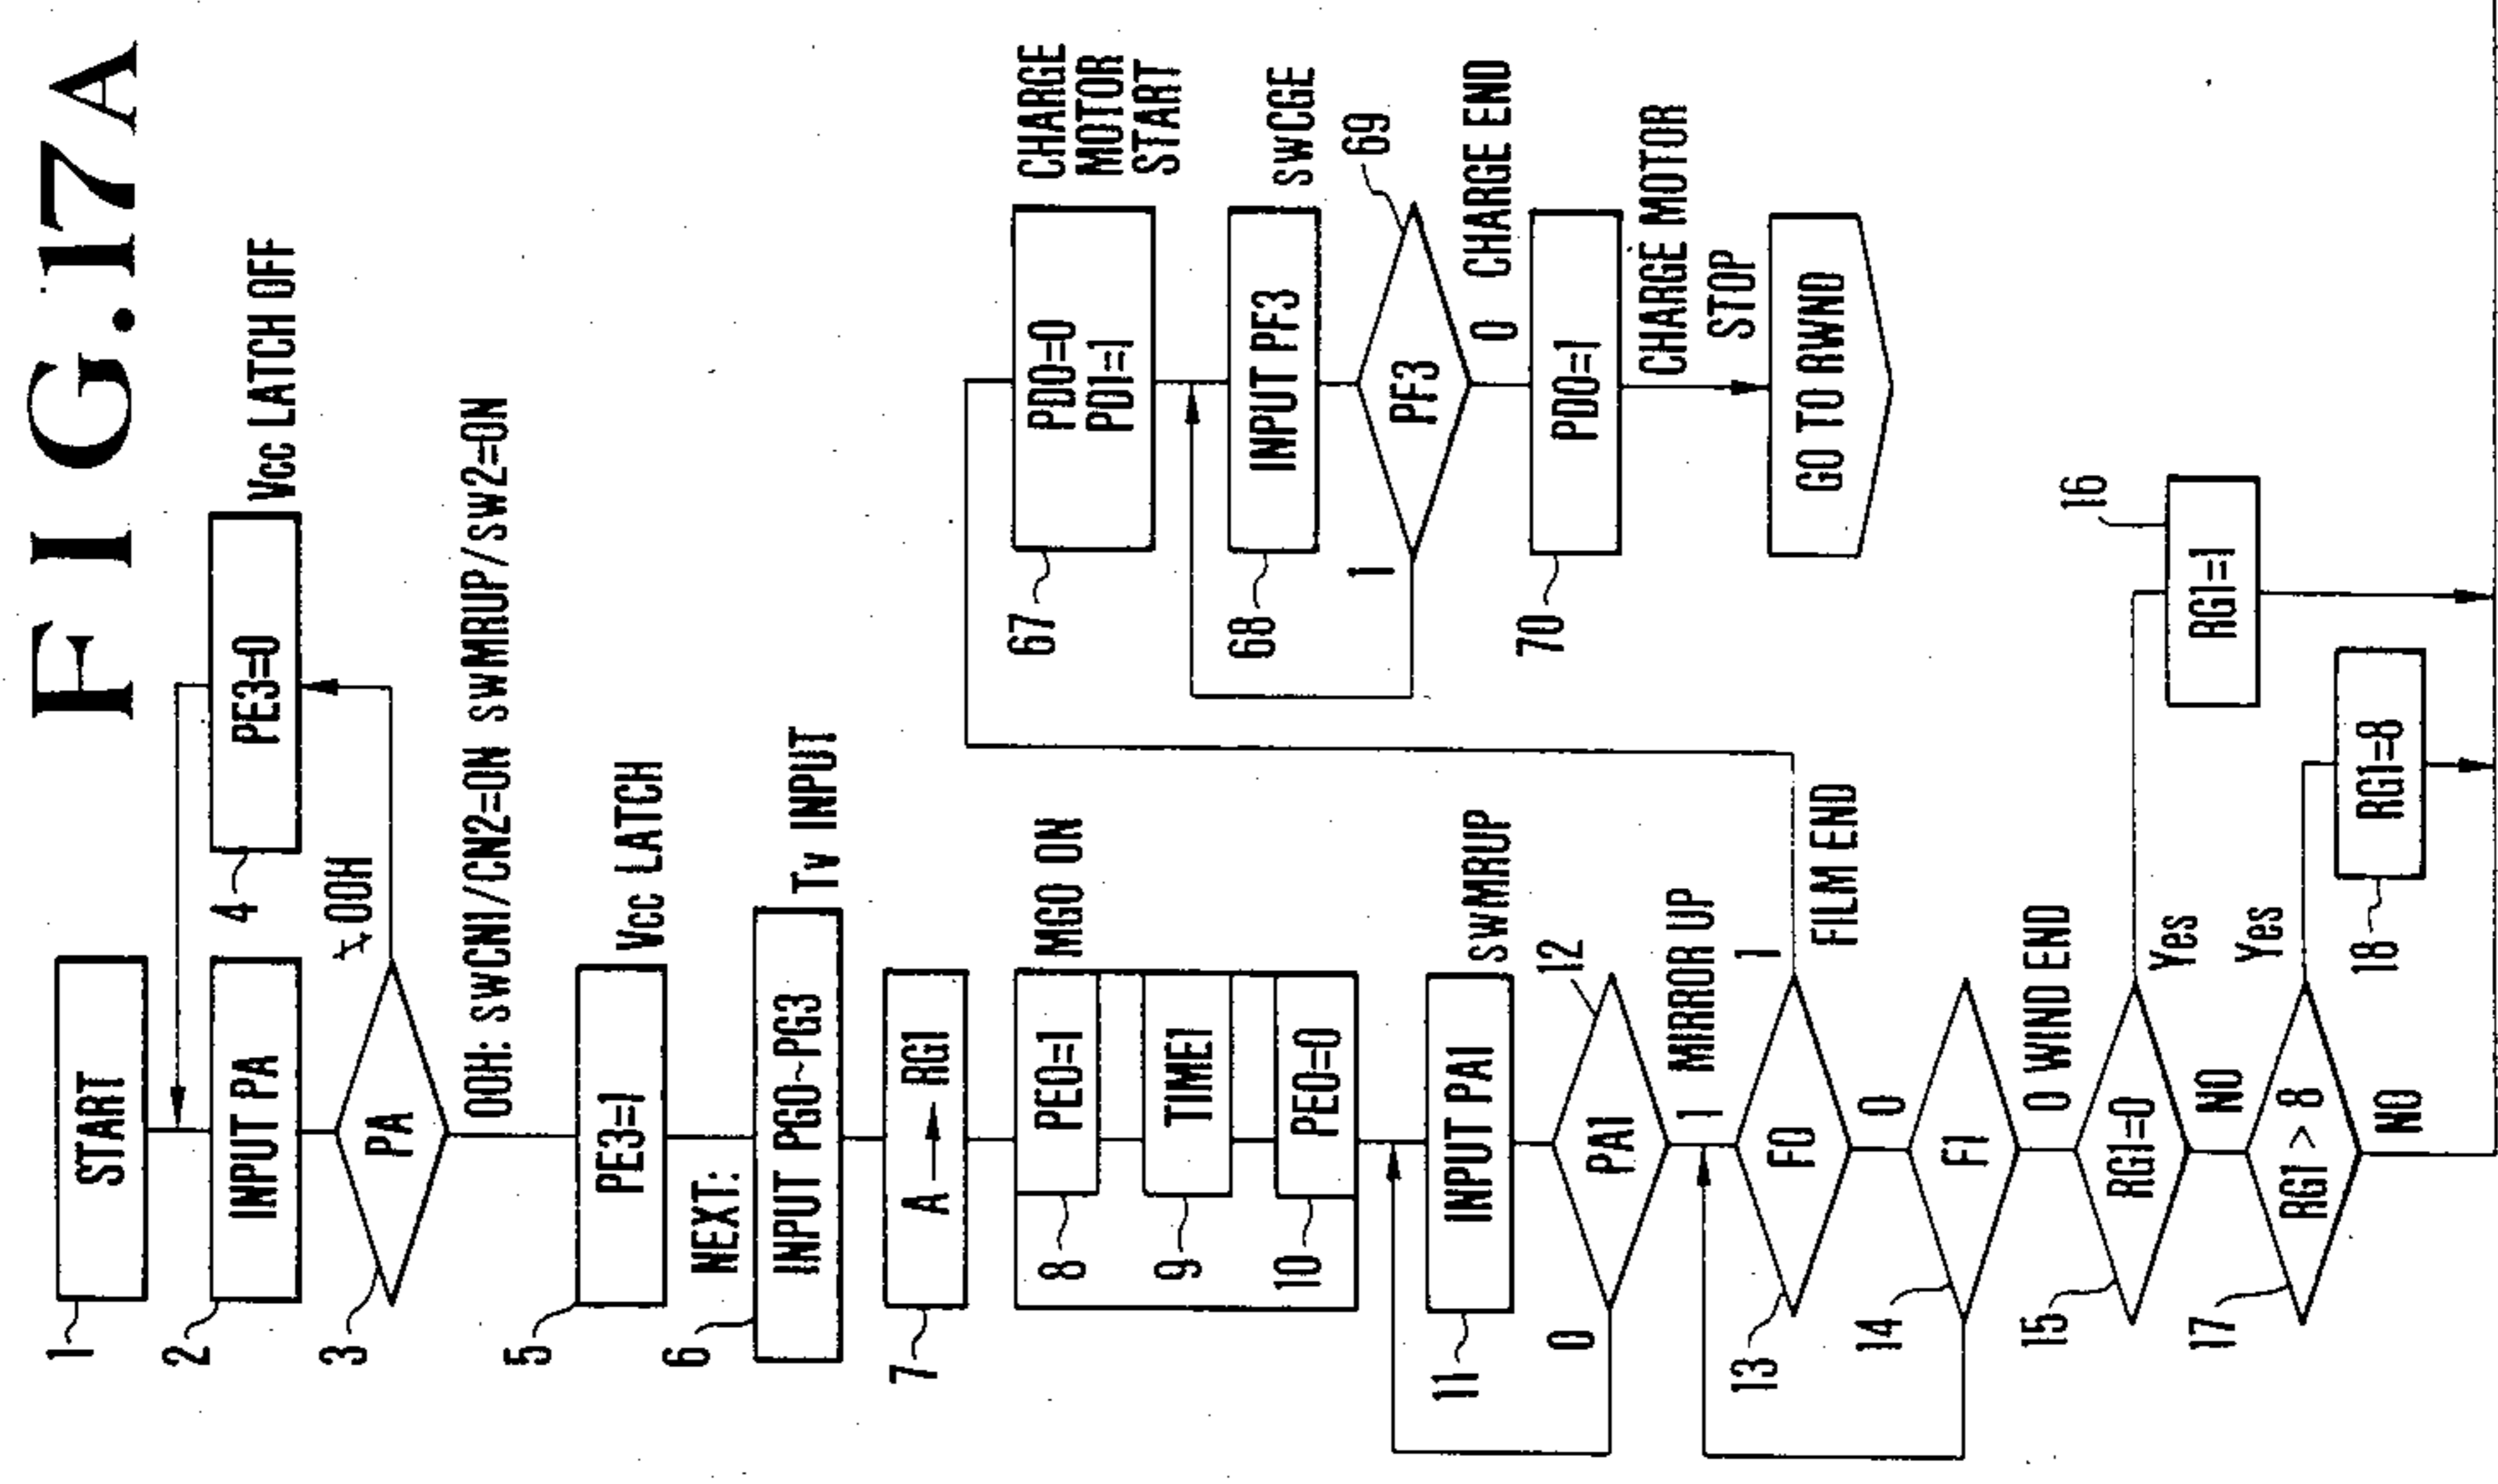 FIG.17A
START
1
INPUT PA
2
PE3=0
4
Vcc LATCH OFF
PA
3
≠00H
00H: SWCN1/CN2=ON SWMRUP/SW2=ON
PE3=1
5
Vcc LATCH
NEXT:
INPUT PG0~PG3
6
Tv INPUT
A → RG1
7
MG0 ON
PE0=1
8
TIME1
9
PE0=0
10
INPUT PA1
11
SWMRUP
PA1
12
0
1
MIRROR UP
F0
13
1
FILM END
0
F1
14
0 WIND END
RG1=0
15
Yes
NO
RG1=1
16
RG1 > 8
17
Yes
NO
RG1=8
18
PD0=0
PD1=1
67
CHARGE
MOTOR
START
INPUT PF3
68
SWCGE
PF3
69
1
0 CHARGE END
PD0=1
70
CHARGE MOTOR
STOP
GO TO RWND